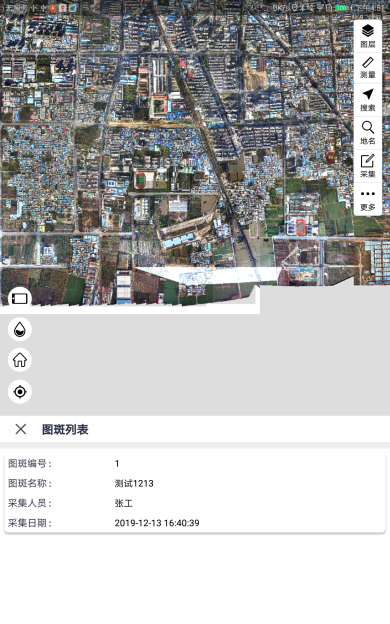 图层
测量
搜索
地名
采集
更多
图斑列表
图斑编号： 1
图斑名称： 测试1213
采集人员： 张工
采集日期： 2019-12-13 16:40:39